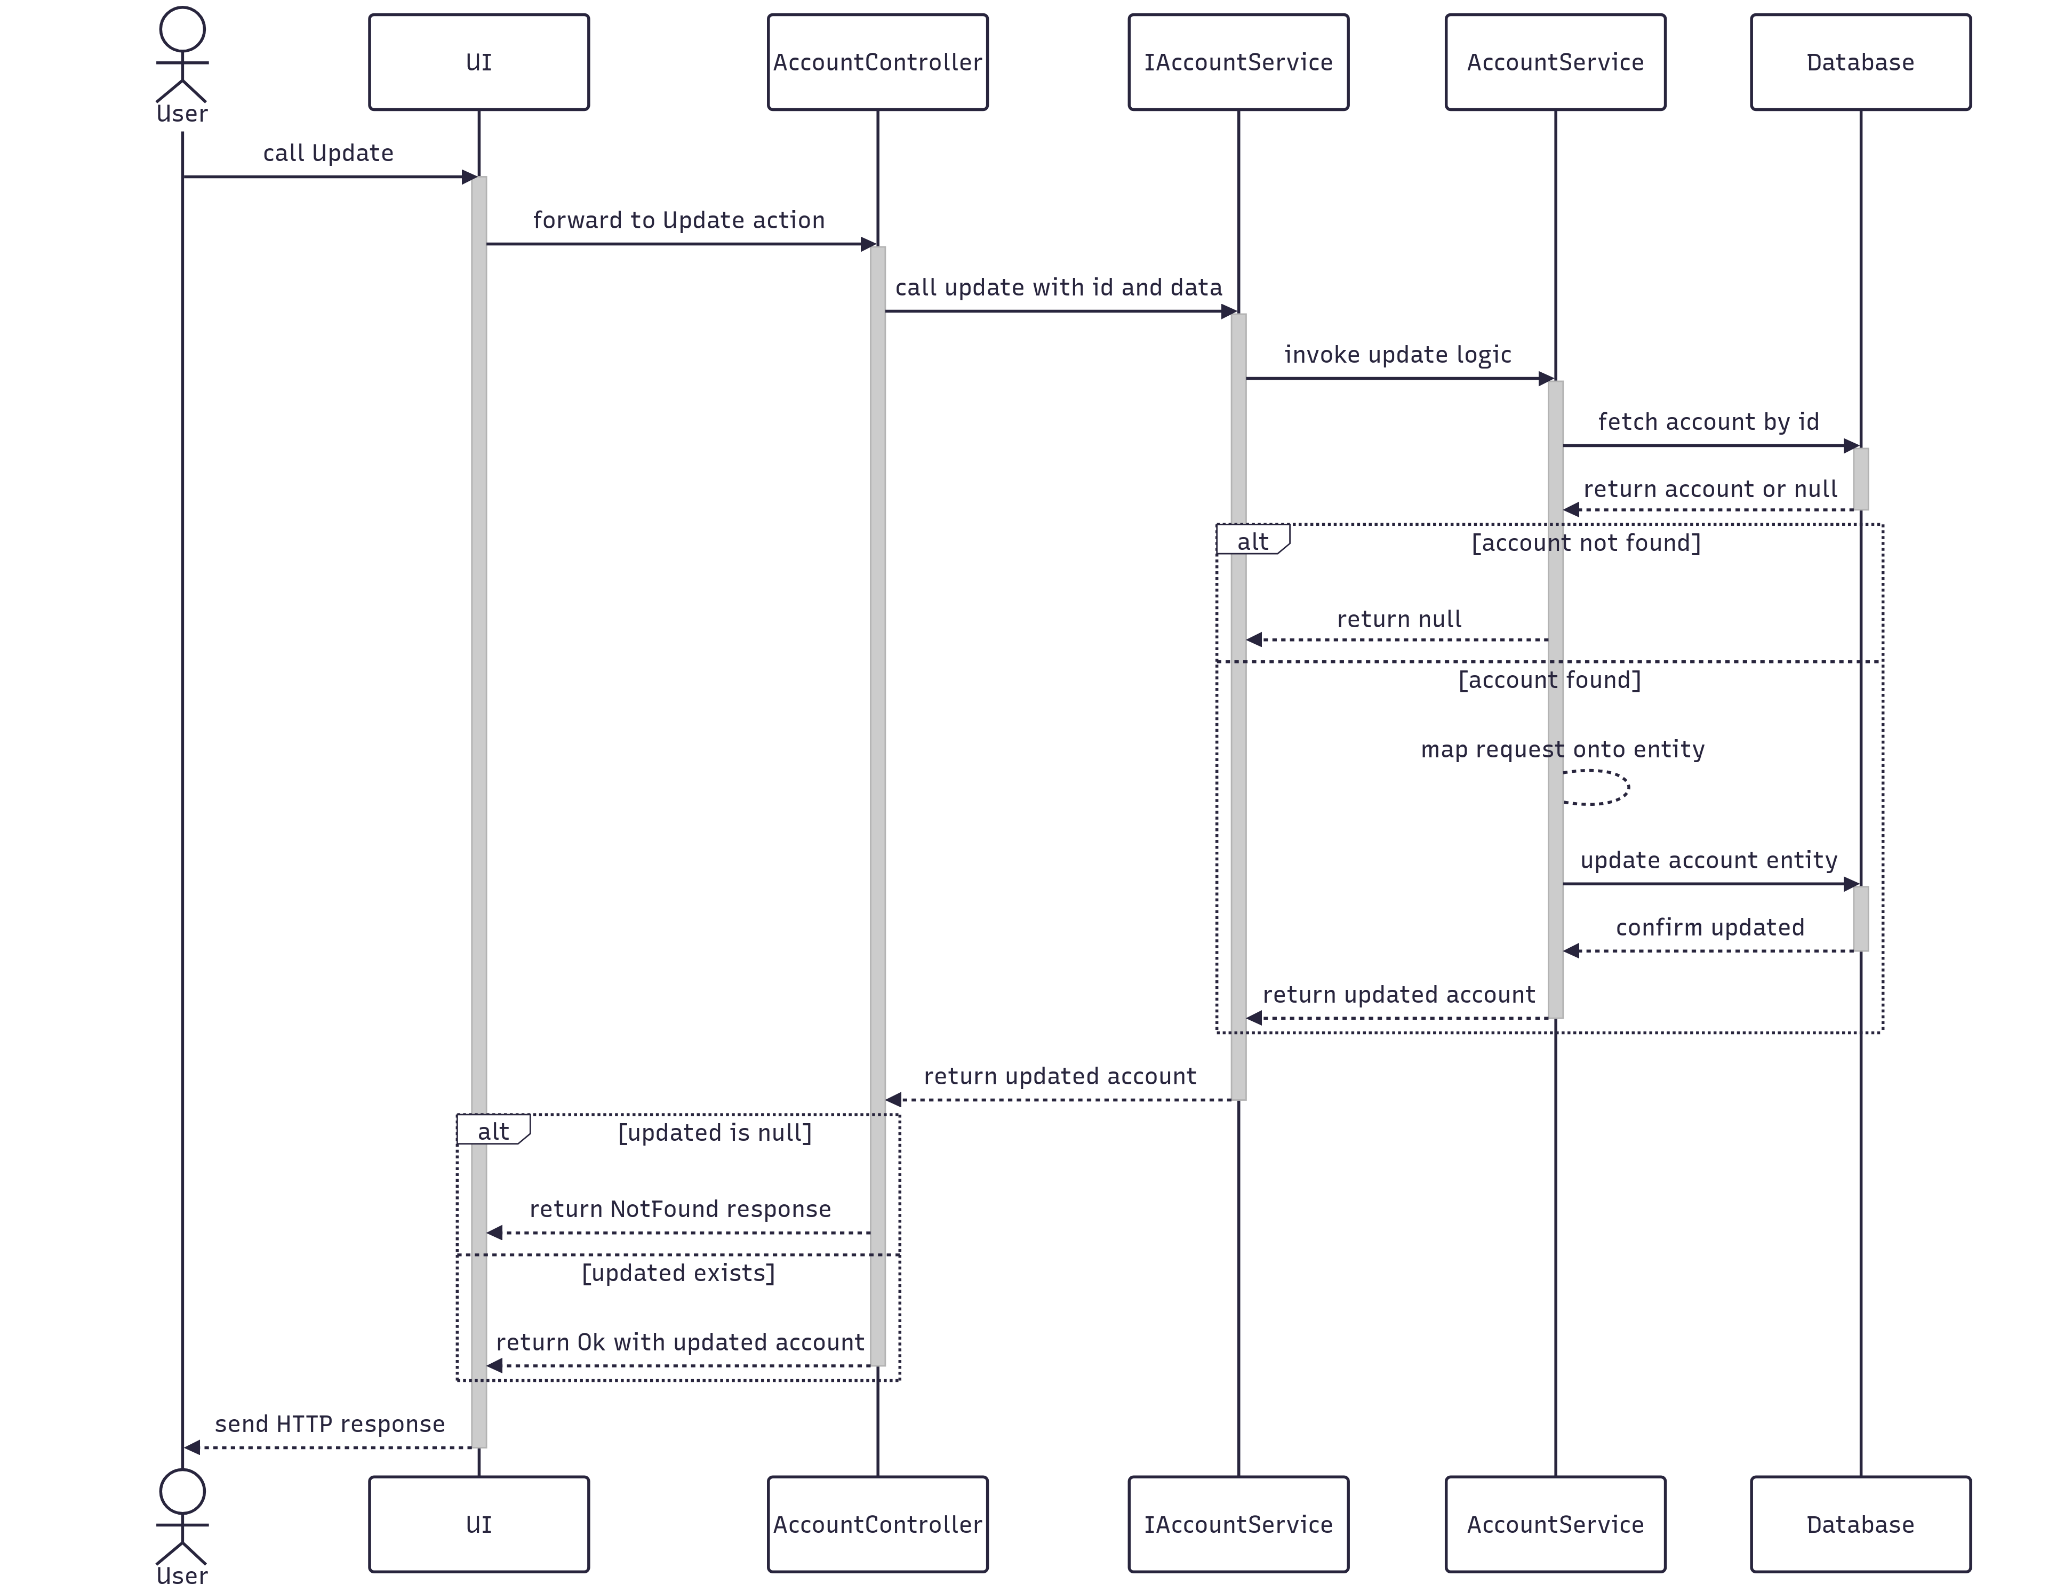 User
UI
AccountController
IAccountService
AccountService
Database
call Update
forward to Update action
call update with id and data
invoke update logic
fetch account by id
return account or null
alt
[account not found]
return null
[account found]
map request onto entity
update account entity
confirm updated
return updated account
return updated account
alt
[updated is null]
return NotFound response
[updated exists]
return Ok with updated account
send HTTP response
User
UI
AccountController
IAccountService
AccountService
Database